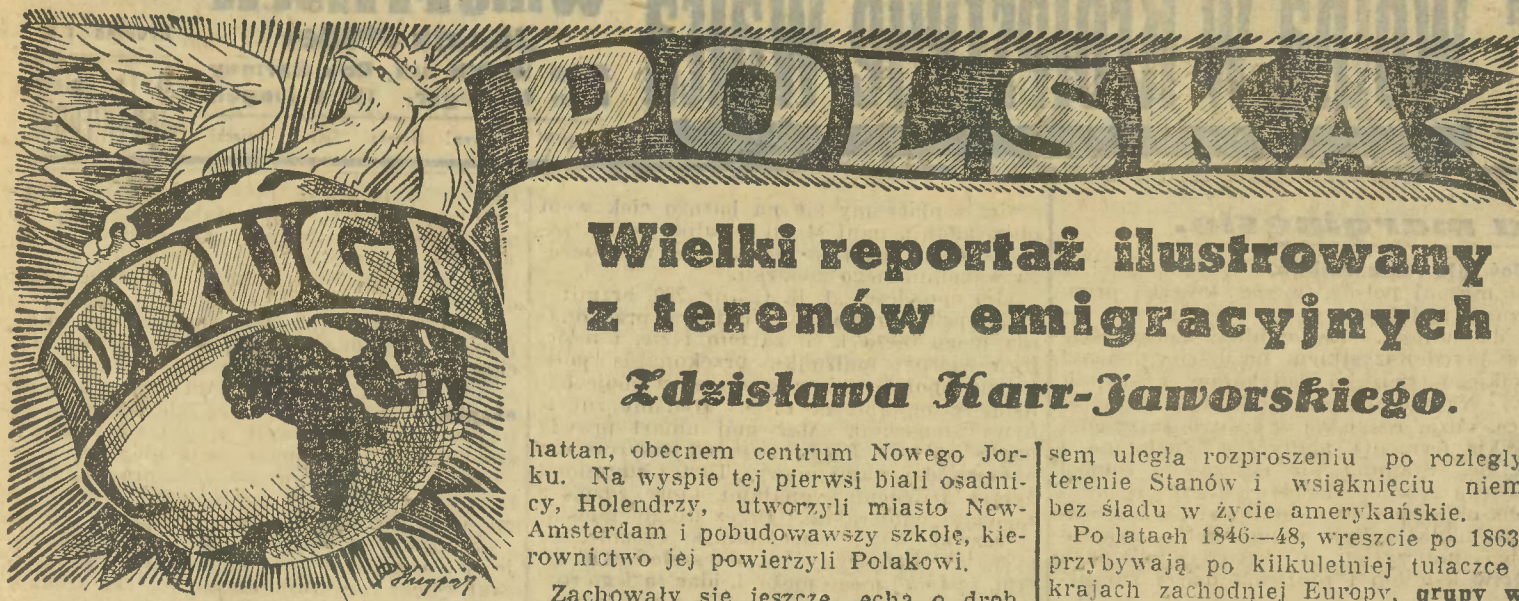 DRUGA
POLSKA
Wielki reportaż ilustrowany
z terenów emigracyjnych
Zdzisława Karr-Jaworskiego.
hattan, obecnem centrum Nowego Jor-
ku. Na wyspie tej pierwsi biali osadni-
cy, Holendrzy, utworzyli miasto New-
Amsterdam i pobudowawszy szkołę, kie-
rownictwo jej powierzyli Polakowi.
Zachowały się jeszcze echa o drob
sem uległa rozproszeniu po rozległy
terenie Stanów i wsiąknięciu niem
bez śladu w życie amerykańskie.
Po latach 1846—48, wreszcie po 1863
przybywają po kilkuletniej tułaczce
krajach zachodniej Europy, grupy w